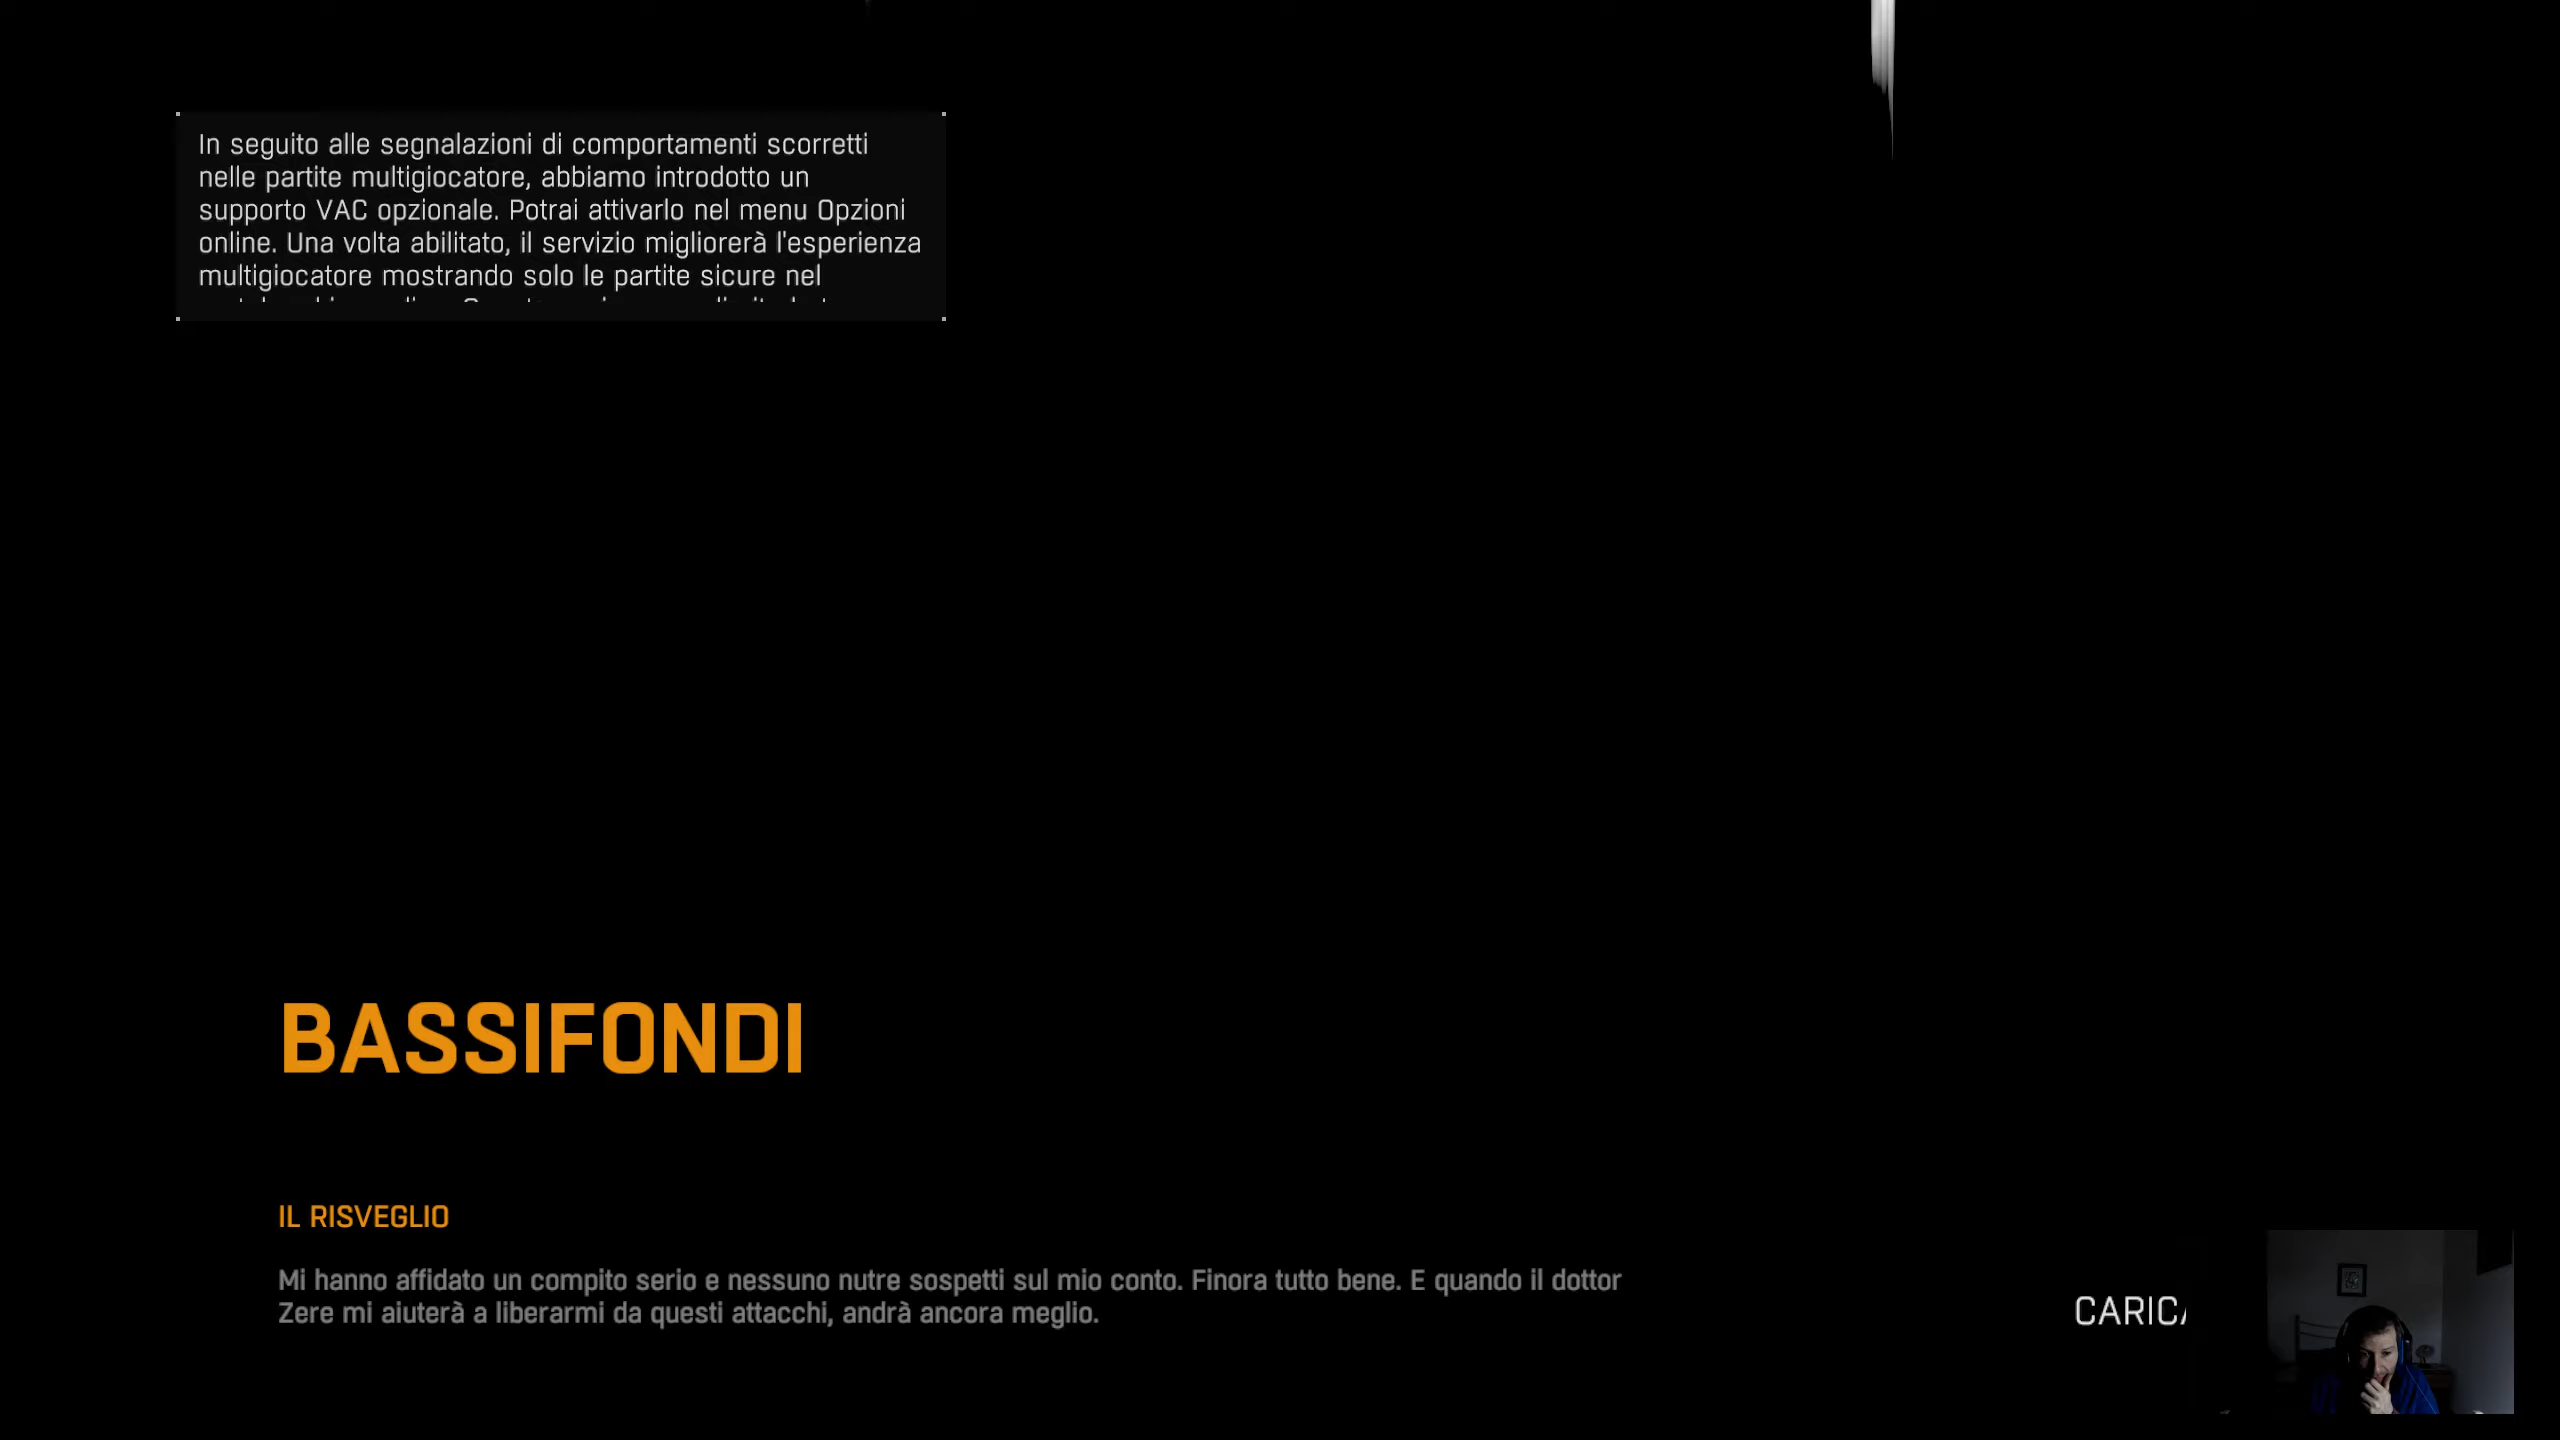 In seguito alle segnalazioni di comportamenti scorretti
nelle partite multigiocatore, abbiamo introdotto un
supporto VAC opzionale. Potrai attivarlo nel menu Opzioni
online. Una volta abilitato, il servizio migliorerà l'esperienza
multigiocatore mostrando solo le partite sicure nel
BASSIFONDI
IL RISVEGLIO
Mi hanno affidato un compito serio e nessuno nutre sospetti sul mio conto. Finora tutto bene. E quando il dottor
Zere mi aiuterà a liberarmi da questi attacchi, andrà ancora meglio.
CARICA